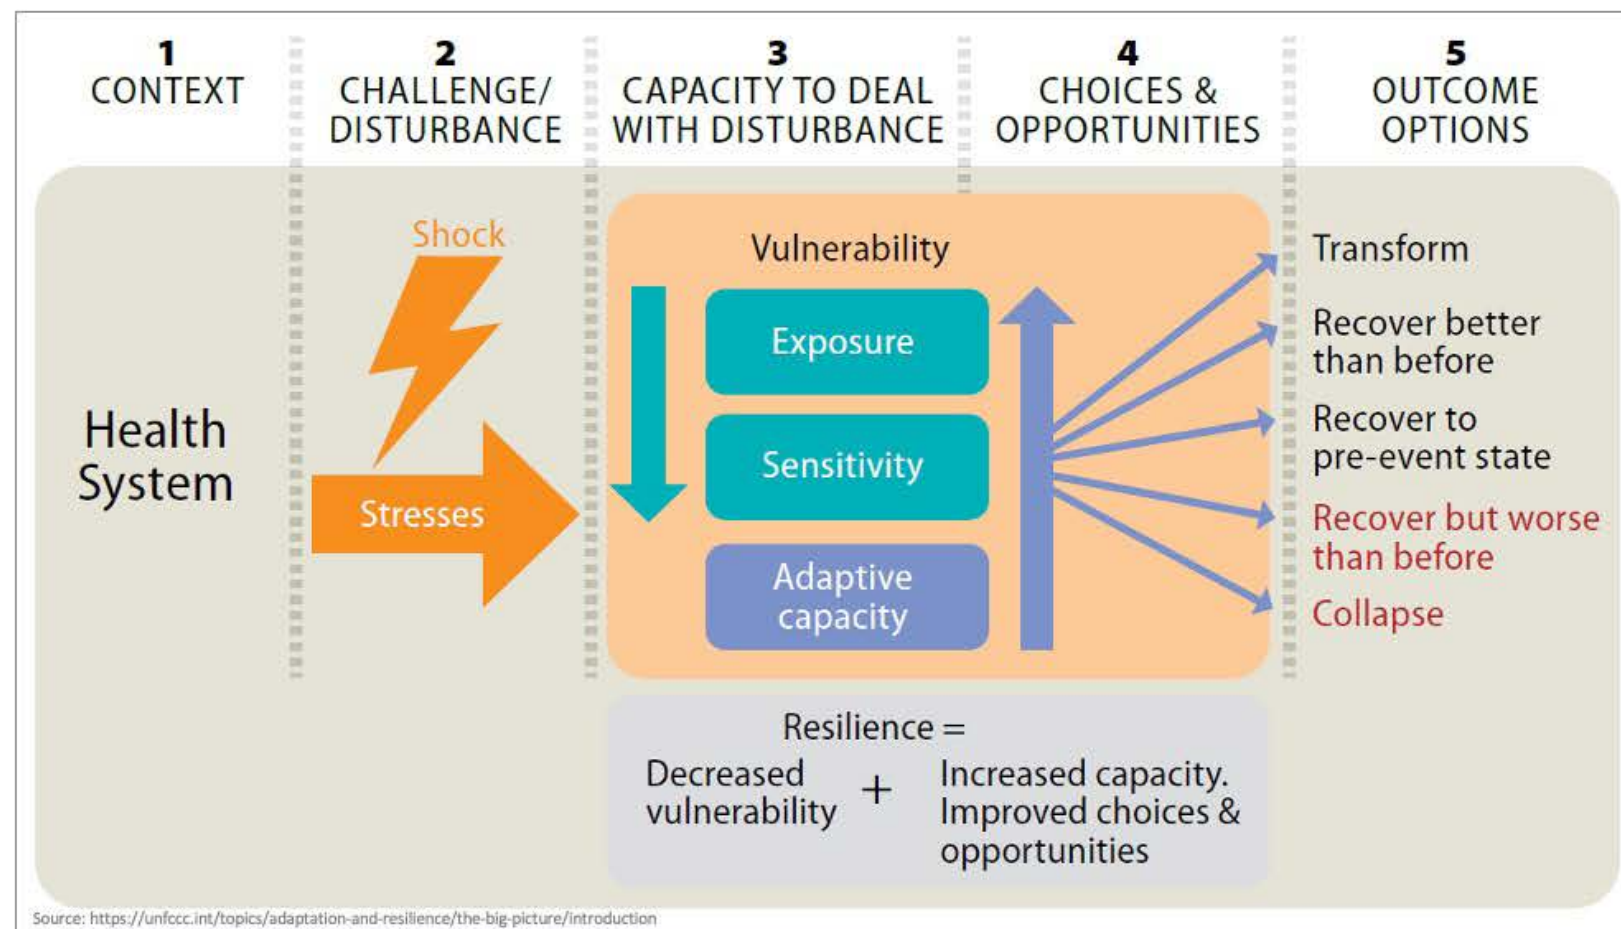 1
CONTEXT
2
CHALLENGE/
DISTURBANCE
3
CAPACITY TO DEAL
WITH DISTURBANCE
4
CHOICES &
OPPORTUNITIES
5
OUTCOME
OPTIONS
Health
System
Shock
Stresses
Vulnerability
Exposure
Sensitivity
Adaptive
capacity
Transform
Recover better
than before
Recover to
pre-event state
Recover but worse
than before
Collapse
Resilience =
Decreased
vulnerability
+
Increased capacity.
Improved choices &
opportunities
Source: https://unfccc.int/topics/adaptation-and-resilience/the-big-picture/introduction